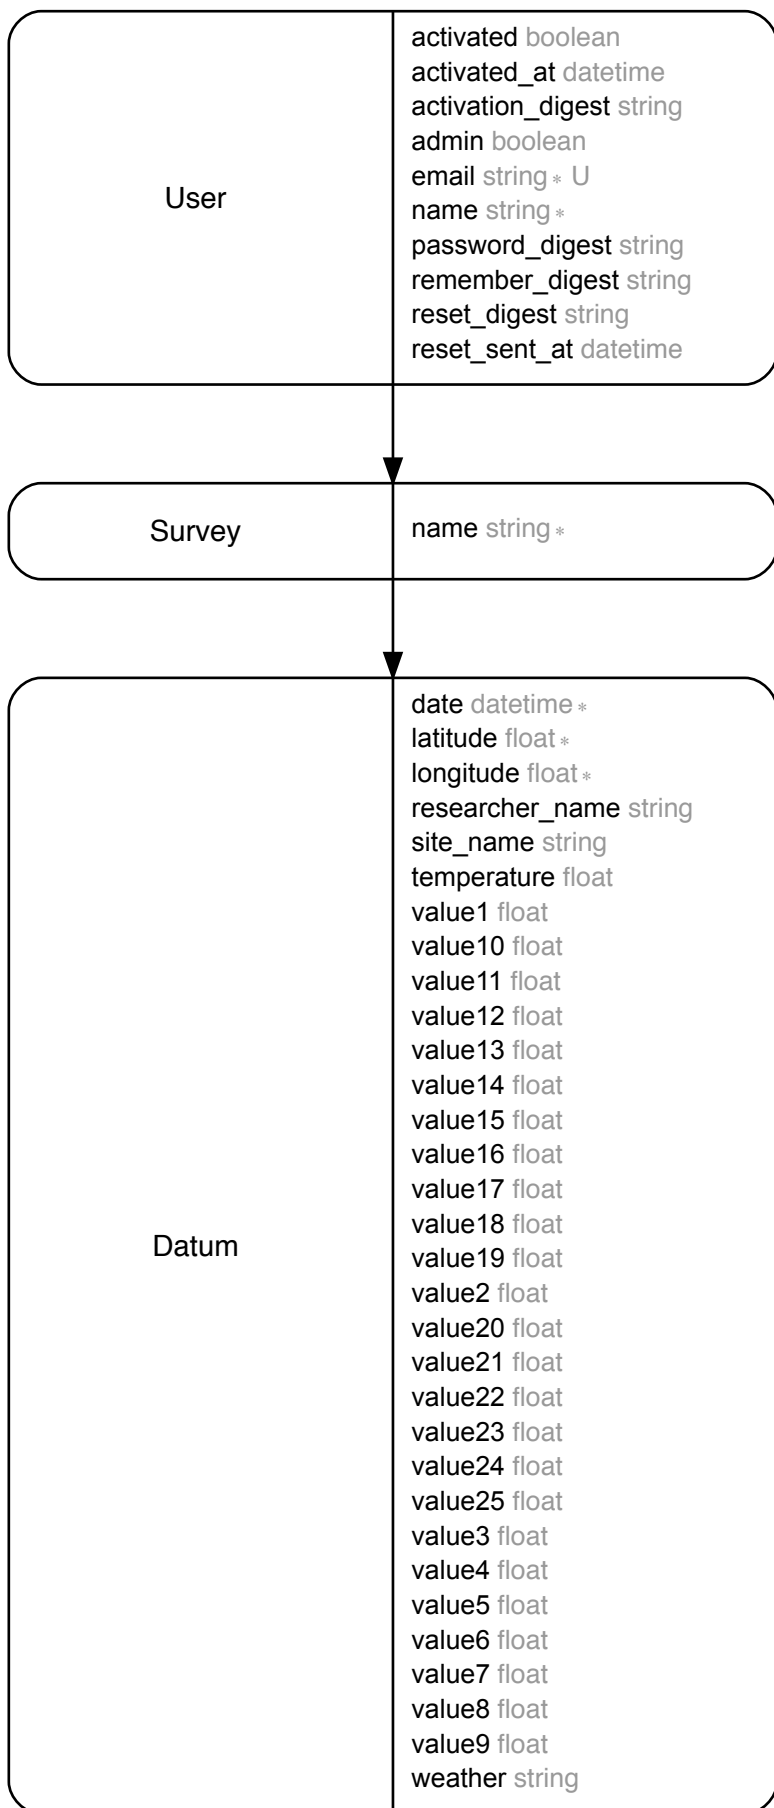 User
activated boolean
activated_at datetime
activation_digest string
admin boolean
email string * U
name string *
password_digest string
remember_digest string
reset_digest string
reset_sent_at datetime
Survey
name string *
Datum
date datetime *
latitude float *
longitude float *
researcher_name string
site_name string
temperature float
value1 float
value10 float
value11 float
value12 float
value13 float
value14 float
value15 float
value16 float
value17 float
value18 float
value19 float
value2 float
value20 float
value21 float
value22 float
value23 float
value24 float
value25 float
value3 float
value4 float
value5 float
value6 float
value7 float
value8 float
value9 float
weather string